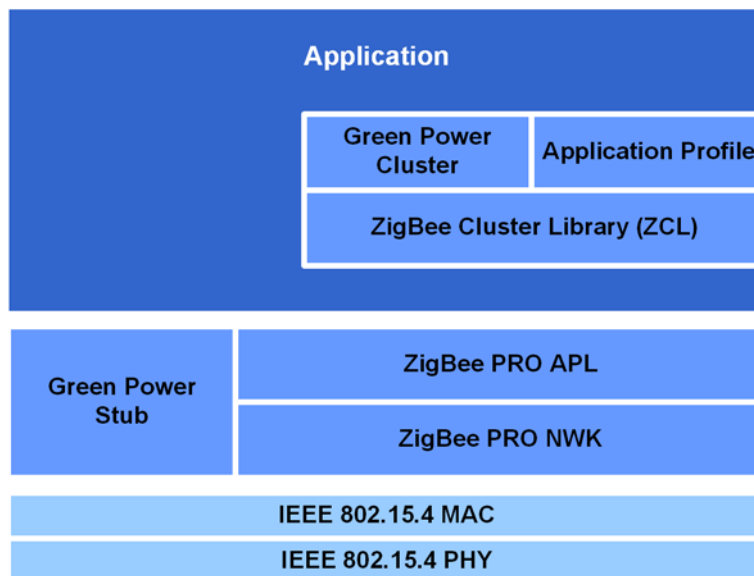 Application
Green Power
Cluster
Application Profile
ZigBee Cluster Library (ZCL)
Green Power
Stub
ZigBee PRO APL
ZigBee PRO NWK
IEEE 802.15.4 MAC
IEEE 802.15.4 PHY